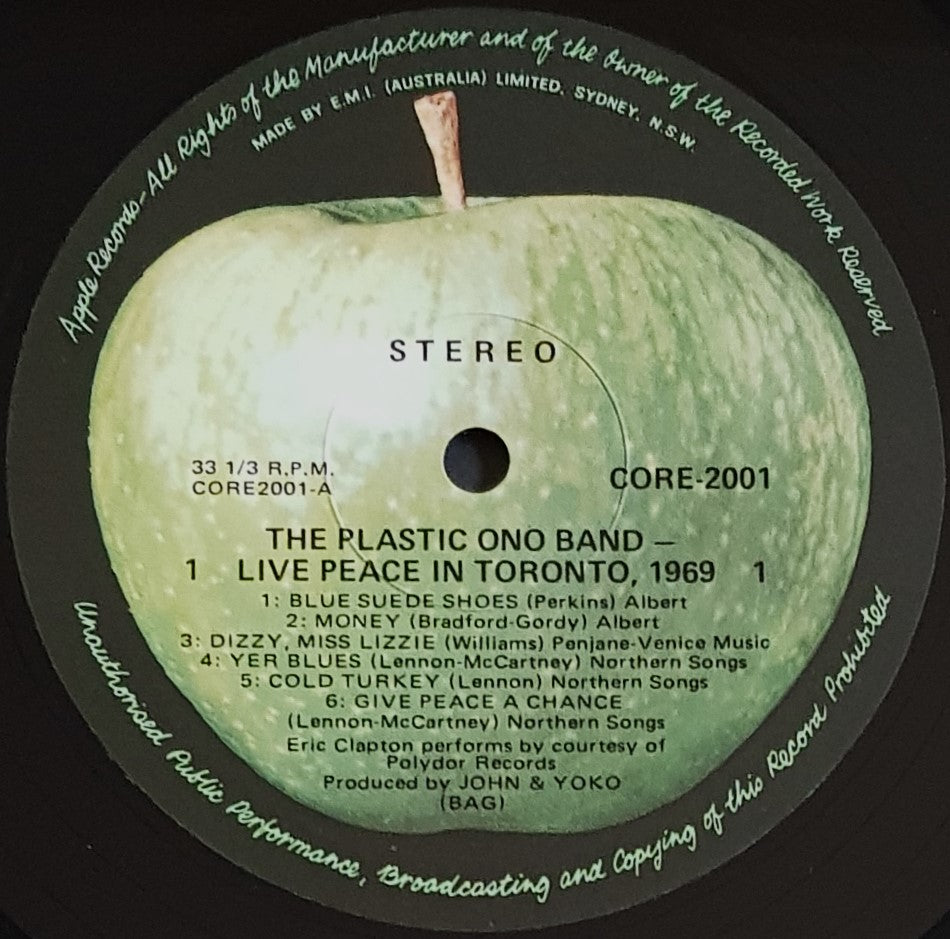 Apple Records – All Rights of the Manufacturer and of the Owner of the Recorded Work Reserved
MADE BY E.M.I. (AUSTRALIA) LIMITED. SYDNEY. N.S.W.
STEREO
33 1/3 R.P.M.
CORE2001-A
CORE-2001
THE PLASTIC ONO BAND –
1 LIVE PEACE IN TORONTO, 1969 1
1: BLUE SUEDE SHOES (Perkins) Albert
2: MONEY (Bradford-Gordy) Albert
3: DIZZY, MISS LIZZIE (Williams) Penjane-Venice Music
4: YER BLUES (Lennon-McCartney) Northern Songs
5: COLD TURKEY (Lennon) Northern Songs
6: GIVE PEACE A CHANCE
(Lennon-McCartney) Northern Songs
Eric Clapton performs by courtesy of
Polydor Records
Produced by JOHN & YOKO
(BAG)
Unauthorised Public Performance, Broadcasting and Copying of this Record Prohibited